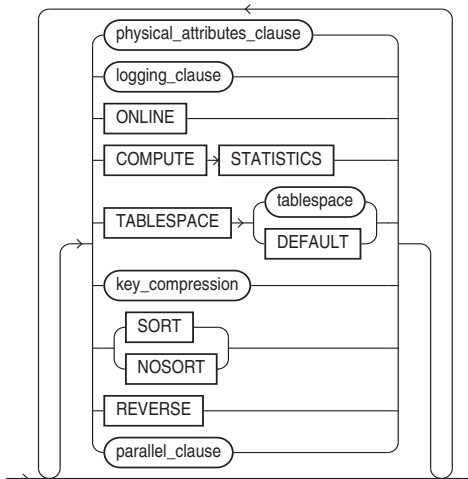 physical_attributes_clause
logging_clause
ONLINE
COMPUTE STATISTICS
tablespace
TABLESPACE
DEFAULT
key_compression
SORT
NOSORT
REVERSE
parallel_clause